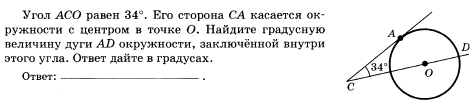 Угол ACO равен 34°. Его сторона CA касается ок-
ружности с центром в точке O. Найдите градусную
величину дуги AD окружности, заключённой внутри
этого угла. Ответ дайте в градусах.
Ответ: ____________________ .
A
D
34°
O
C